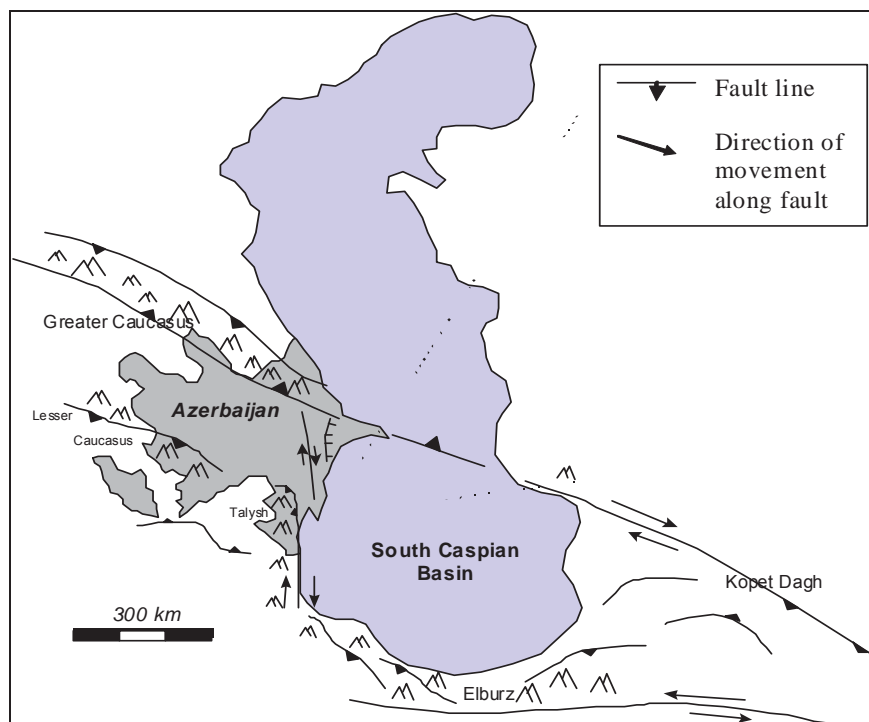 Fault line
Direction of
movement
along fault
Greater Caucasus
Azerbaijan
Lesser
Caucasus
Talysh
South Caspian
Basin
Kopet Dagh
300 km
Elburz